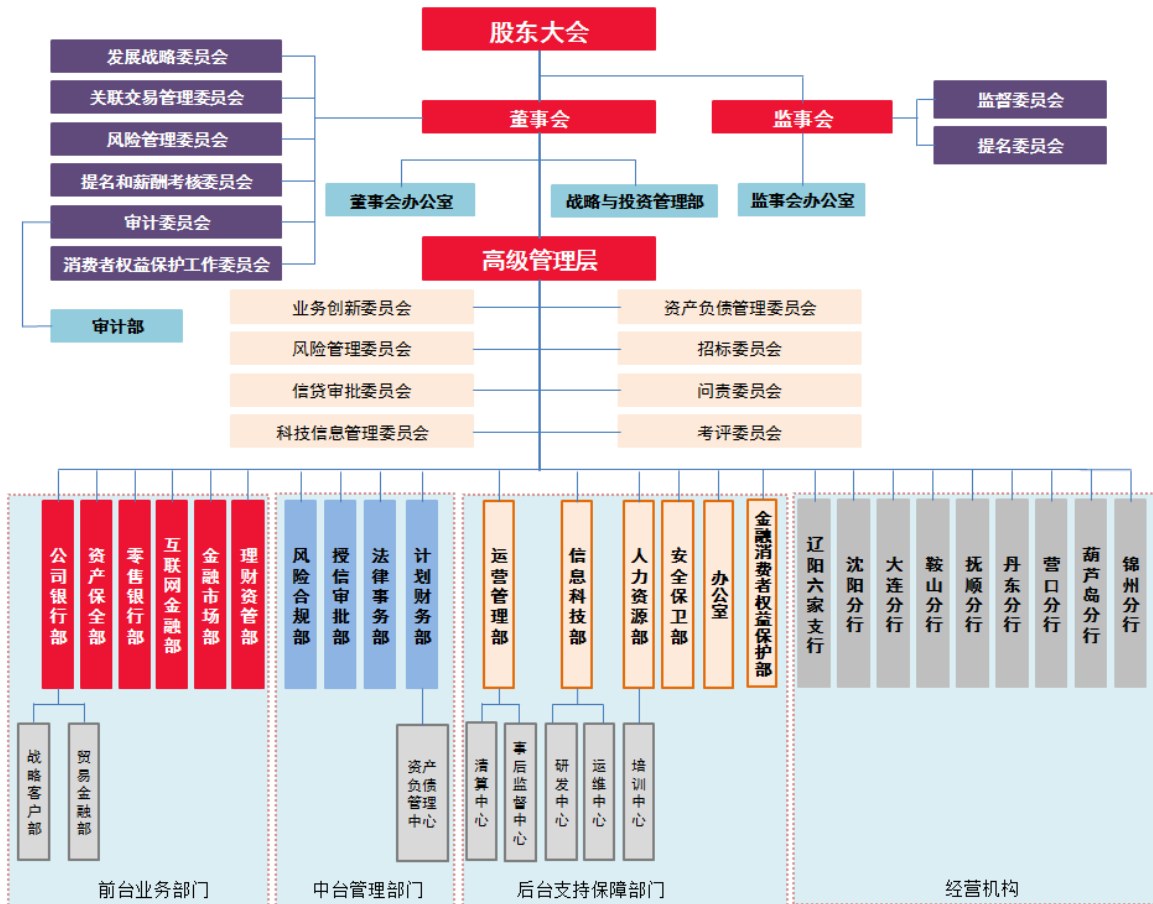 股东大会
发展战略委员会
关联交易管理委员会
风险管理委员会
提名和薪酬考核委员会
审计委员会
消费者权益保护工作委员会
审计部
董事会
监事会
监督委员会
提名委员会
董事会办公室
战略与投资管理部
监事会办公室
高级管理层
业务创新委员会
资产负债管理委员会
风险管理委员会
招标委员会
信贷审批委员会
问责委员会
科技信息管理委员会
考评委员会
公司银行部
资产保全部
零售银行部
互联网金融部
金融市场部
理财资管部
风险合规部
授信审批部
法律事务部
计划财务部
运营管理部
信息科技部
人力资源部
安全保卫部
办公室
金融消费者权益保护部
辽阳六家支行
沈阳分行
大连分行
鞍山分行
抚顺分行
丹东分行
营口分行
葫芦岛分行
锦州分行
战略客户部
贸易金融部
资产
负债
管理
中心
清算中心
事后监督中心
研发中心
运维中心
培训中心
前台业务部门
中台管理部门
后台支持保障部门
经营机构